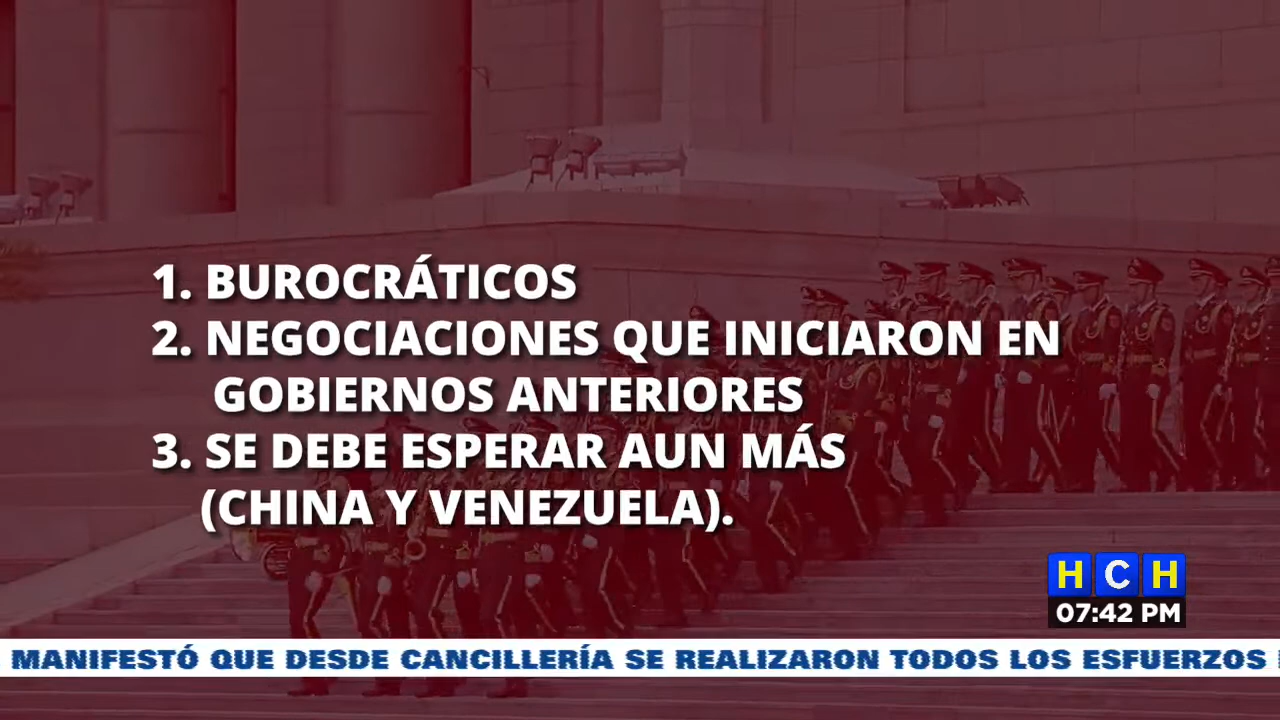 1. BUROCRÁTICOS
2. NEGOCIACIONES QUE INICIARON EN
GOBIERNOS ANTERIORES
3. SE DEBE ESPERAR AUN MÁS
(CHINA Y VENEZUELA).
HCH
07:42 PM
MANIFESTÓ QUE DESDE CANCILLERÍA SE REALIZARON TODOS LOS ESFUERZOS